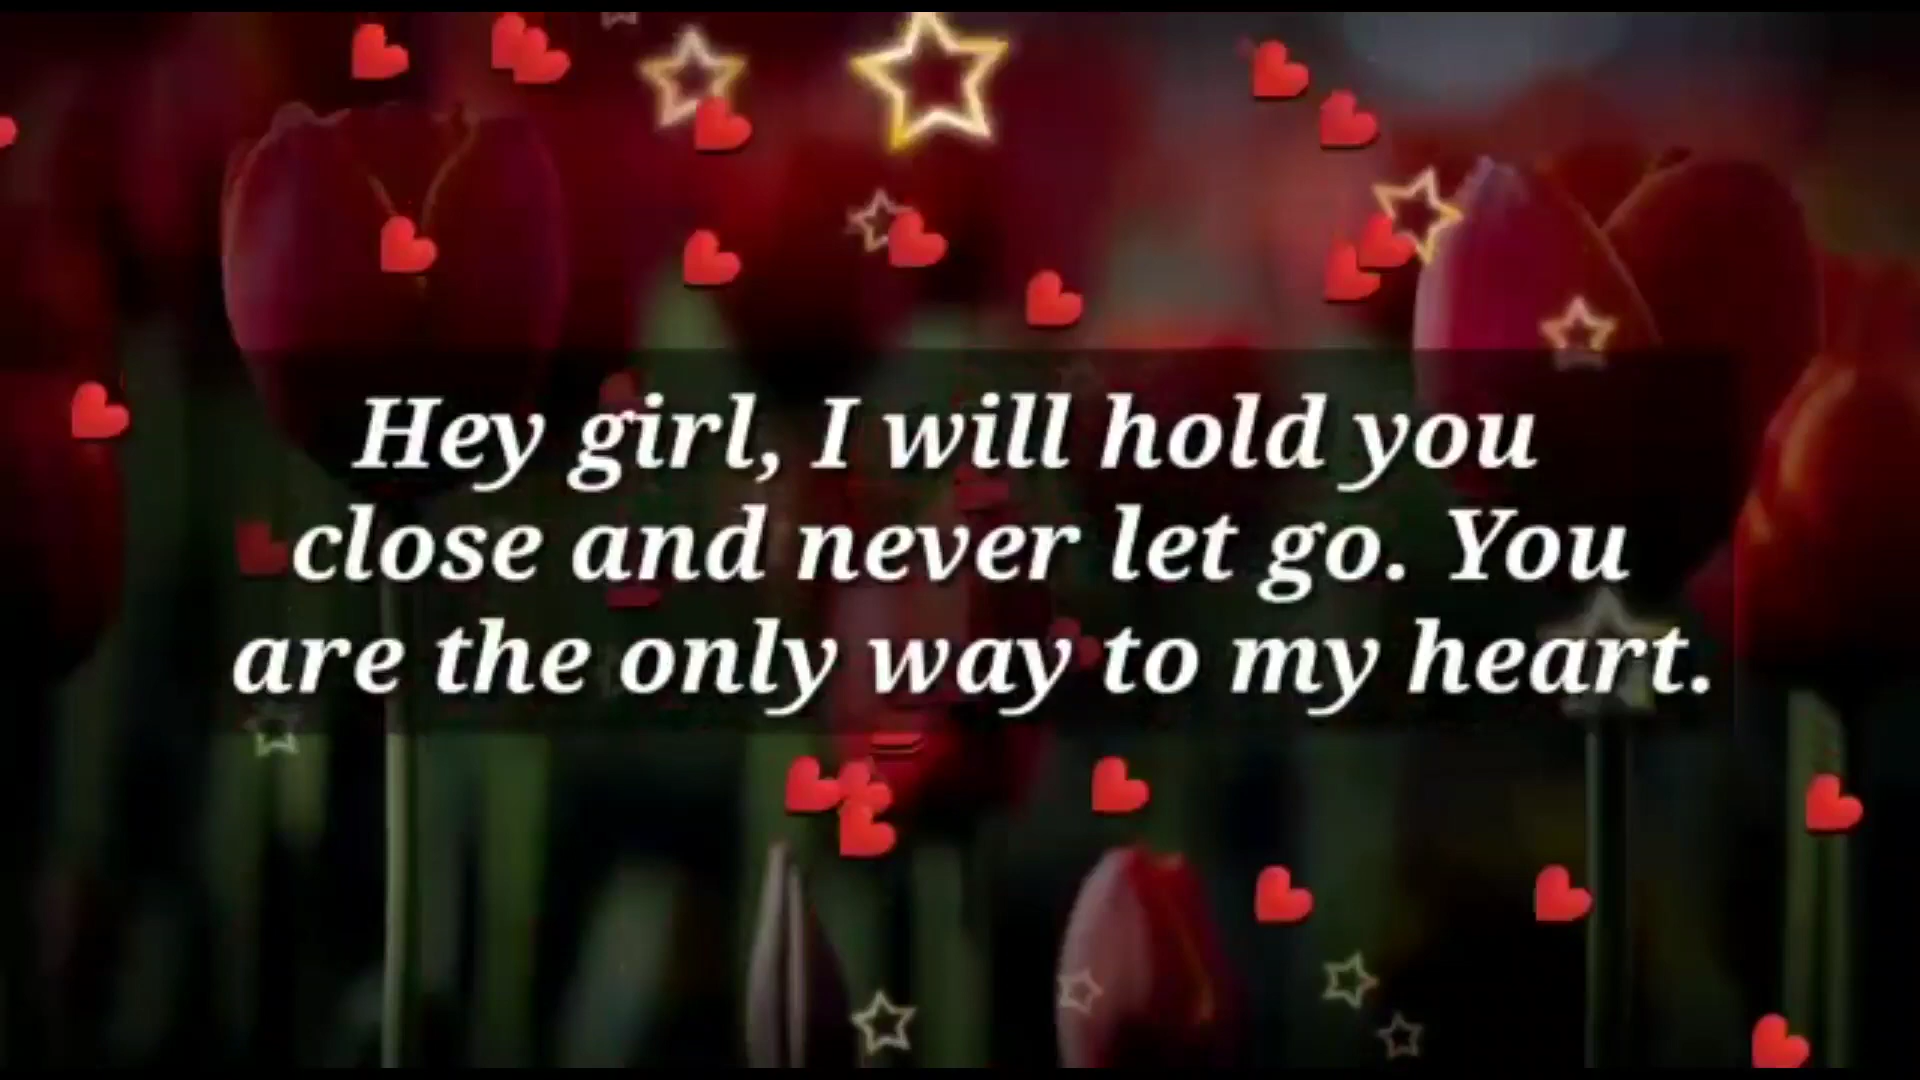 Hey girl, I will hold you
close and never let go. You
are the only way to my heart.